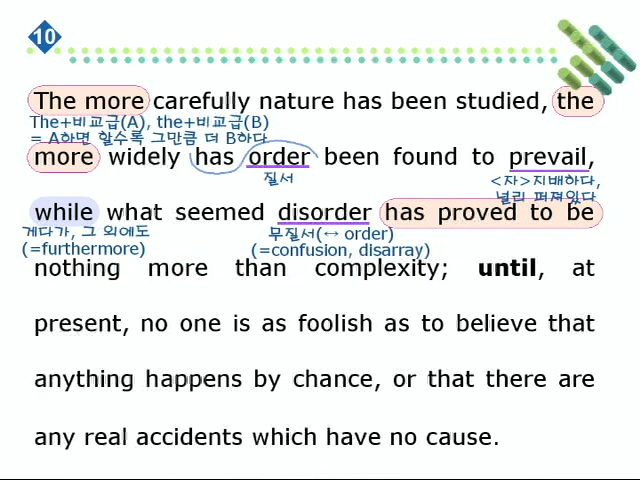 10
The more carefully nature has been studied, the
The+비교급(A), the+비교급(B)
= A하면 할수록 그만큼 더 B하다
more widely has order been found to prevail,
질서
<자>지배하다,
널리 퍼져있다
while what seemed disorder has proved to be
게다가, 그 외에도
(=furthermore)
무질서(↔ order)
(=confusion, disarray)
nothing more than complexity; until, at
present, no one is as foolish as to believe that
anything happens by chance, or that there are
any real accidents which have no cause.